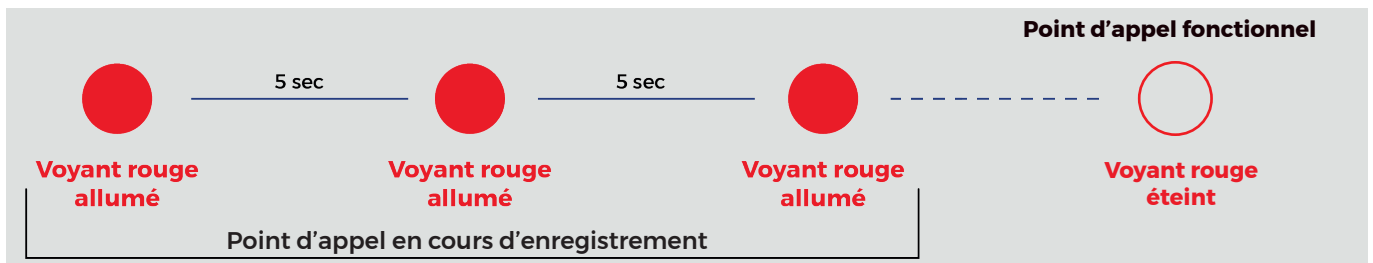 Point d’appel fonctionnel
5 sec
5 sec
Voyant rouge
allumé
Voyant rouge
allumé
Voyant rouge
allumé
Voyant rouge
éteint
Point d’appel en cours d’enregistrement